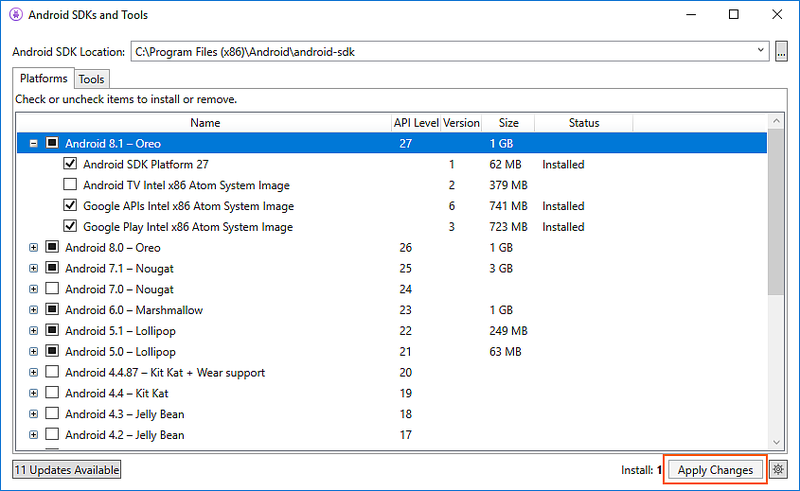 Android SDKs and Tools
Android SDK Location: C:\Program Files (x86)\Android\android-sdk ...
Platforms Tools
Check or uncheck items to install or remove.
Name API Level Version Size Status
Android 8.1 – Oreo 27 1 GB
Android SDK Platform 27 1 62 MB Installed
Android TV Intel x86 Atom System Image 2 379 MB
Google APIs Intel x86 Atom System Image 6 741 MB Installed
Google Play Intel x86 Atom System Image 3 723 MB Installed
Android 8.0 – Oreo 26 1 GB
Android 7.1 – Nougat 25 3 GB
Android 7.0 – Nougat 24
Android 6.0 – Marshmallow 23 1 GB
Android 5.1 – Lollipop 22 249 MB
Android 5.0 – Lollipop 21 63 MB
Android 4.4.87 – Kit Kat + Wear support 20
Android 4.4 – Kit Kat 19
Android 4.3 – Jelly Bean 18
Android 4.2 – Jelly Bean 17
11 Updates Available Install: 1 Apply Changes